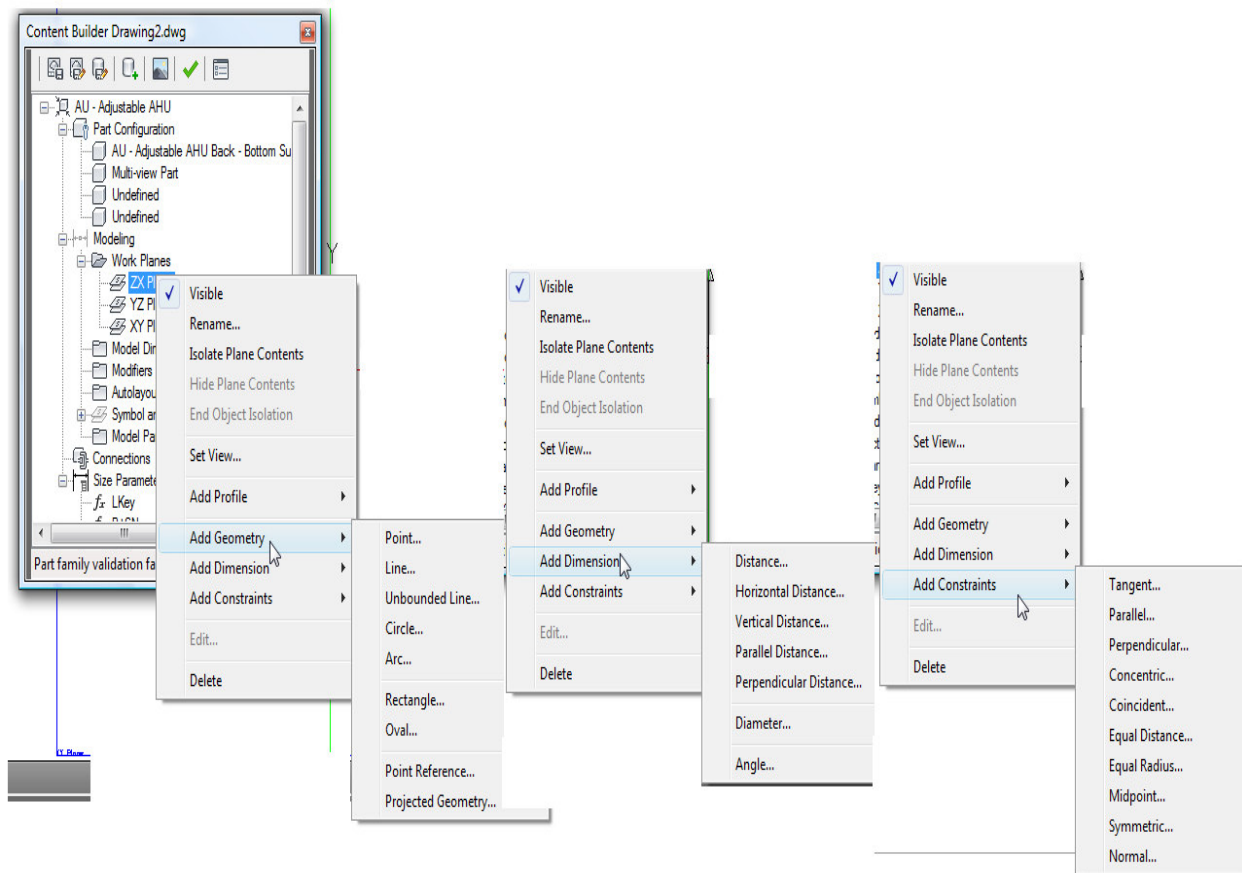 Content Builder Drawing2.dwg
AU - Adjustable AHU
Part Configuration
AU - Adjustable AHU Back - Bottom Su
Multi-view Part
Undefined
Undefined
Modeling
Work Planes
ZX Pl
YZ Pl
XY Pl
Model Dir
Modifiers
Autolayou
Symbol ar
Model Pa
Connections
Size Paramete
fx LKey
Part family validation fa
Y
Visible
Rename...
Isolate Plane Contents
Hide Plane Contents
End Object Isolation
Set View...
Add Profile
Add Geometry
Add Dimension
Add Constraints
Edit...
Delete
Point...
Line...
Unbounded Line...
Circle...
Arc...
Rectangle...
Oval...
Point Reference...
Projected Geometry...
Visible
Rename...
Isolate Plane Contents
Hide Plane Contents
End Object Isolation
Set View...
Add Profile
Add Geometry
Add Dimension
Add Constraints
Edit...
Delete
Distance...
Horizontal Distance...
Vertical Distance...
Parallel Distance...
Perpendicular Distance...
Diameter...
Angle...
Visible
Rename...
Isolate Plane Contents
Hide Plane Contents
End Object Isolation
Set View...
Add Profile
Add Geometry
Add Dimension
Add Constraints
Edit...
Delete
Tangent...
Parallel...
Perpendicular...
Concentric...
Coincident...
Equal Distance...
Equal Radius...
Midpoint...
Symmetric...
Normal...